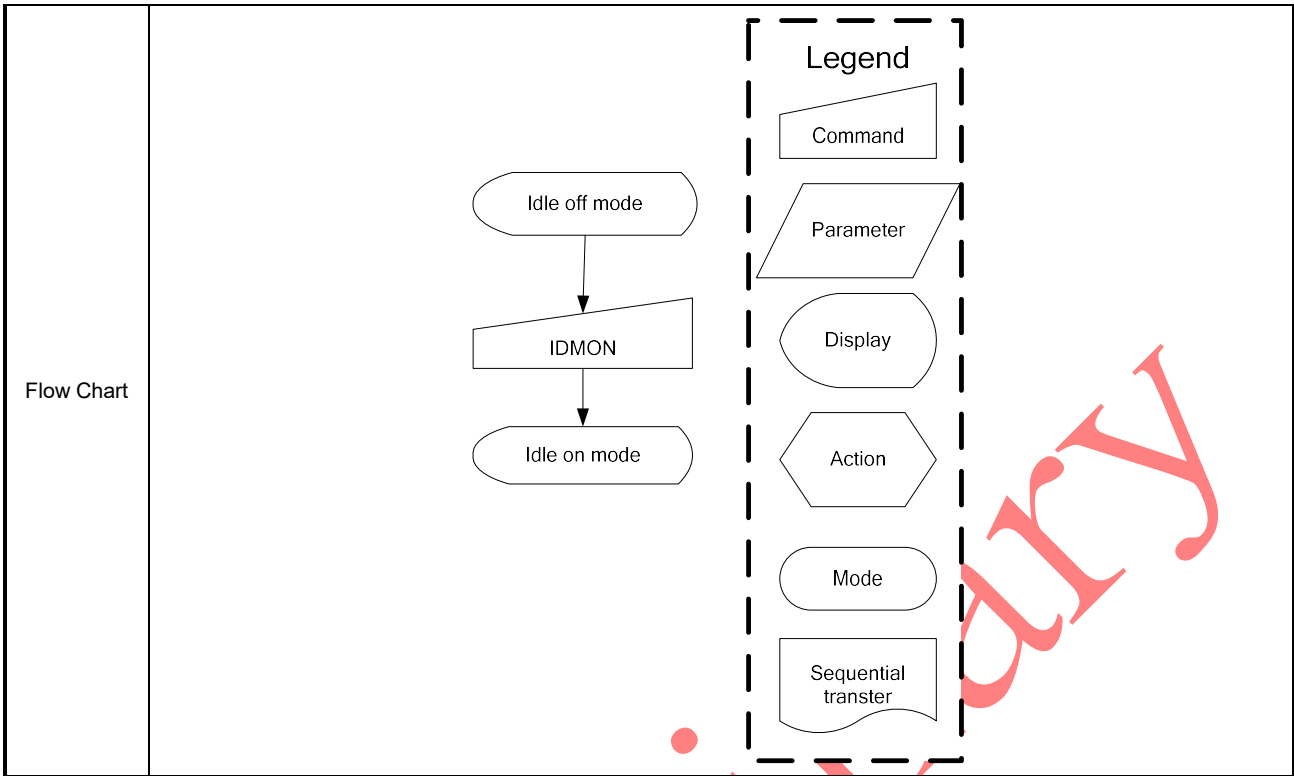 Flow Chart
Idle off mode
IDMON
Idle on mode
Legend
Command
Parameter
Display
Action
Mode
Sequential
transter